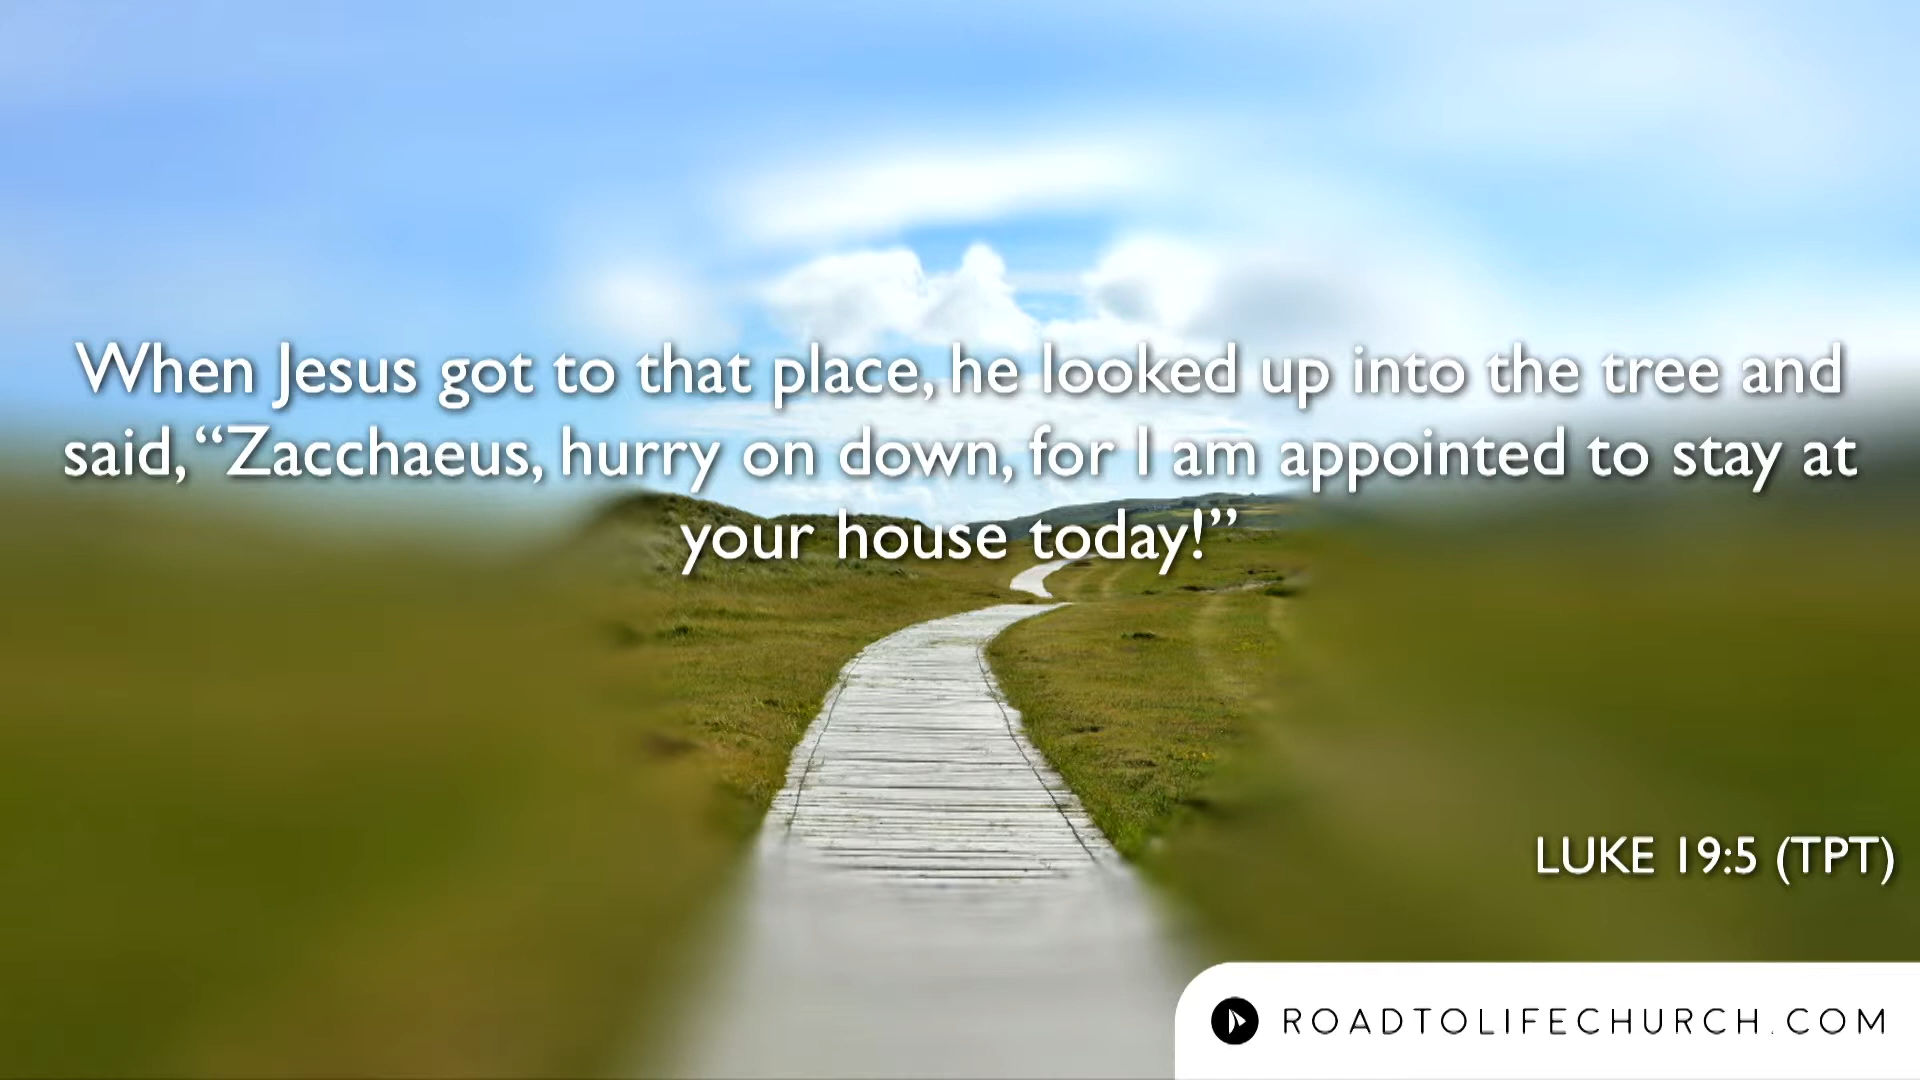 When Jesus got to that place, he looked up into the tree and
said, “Zacchaeus, hurry on down, for I am appointed to stay at
your house today!”
LUKE 19:5 (TPT)
ROADTOLIFECHURCH.COM